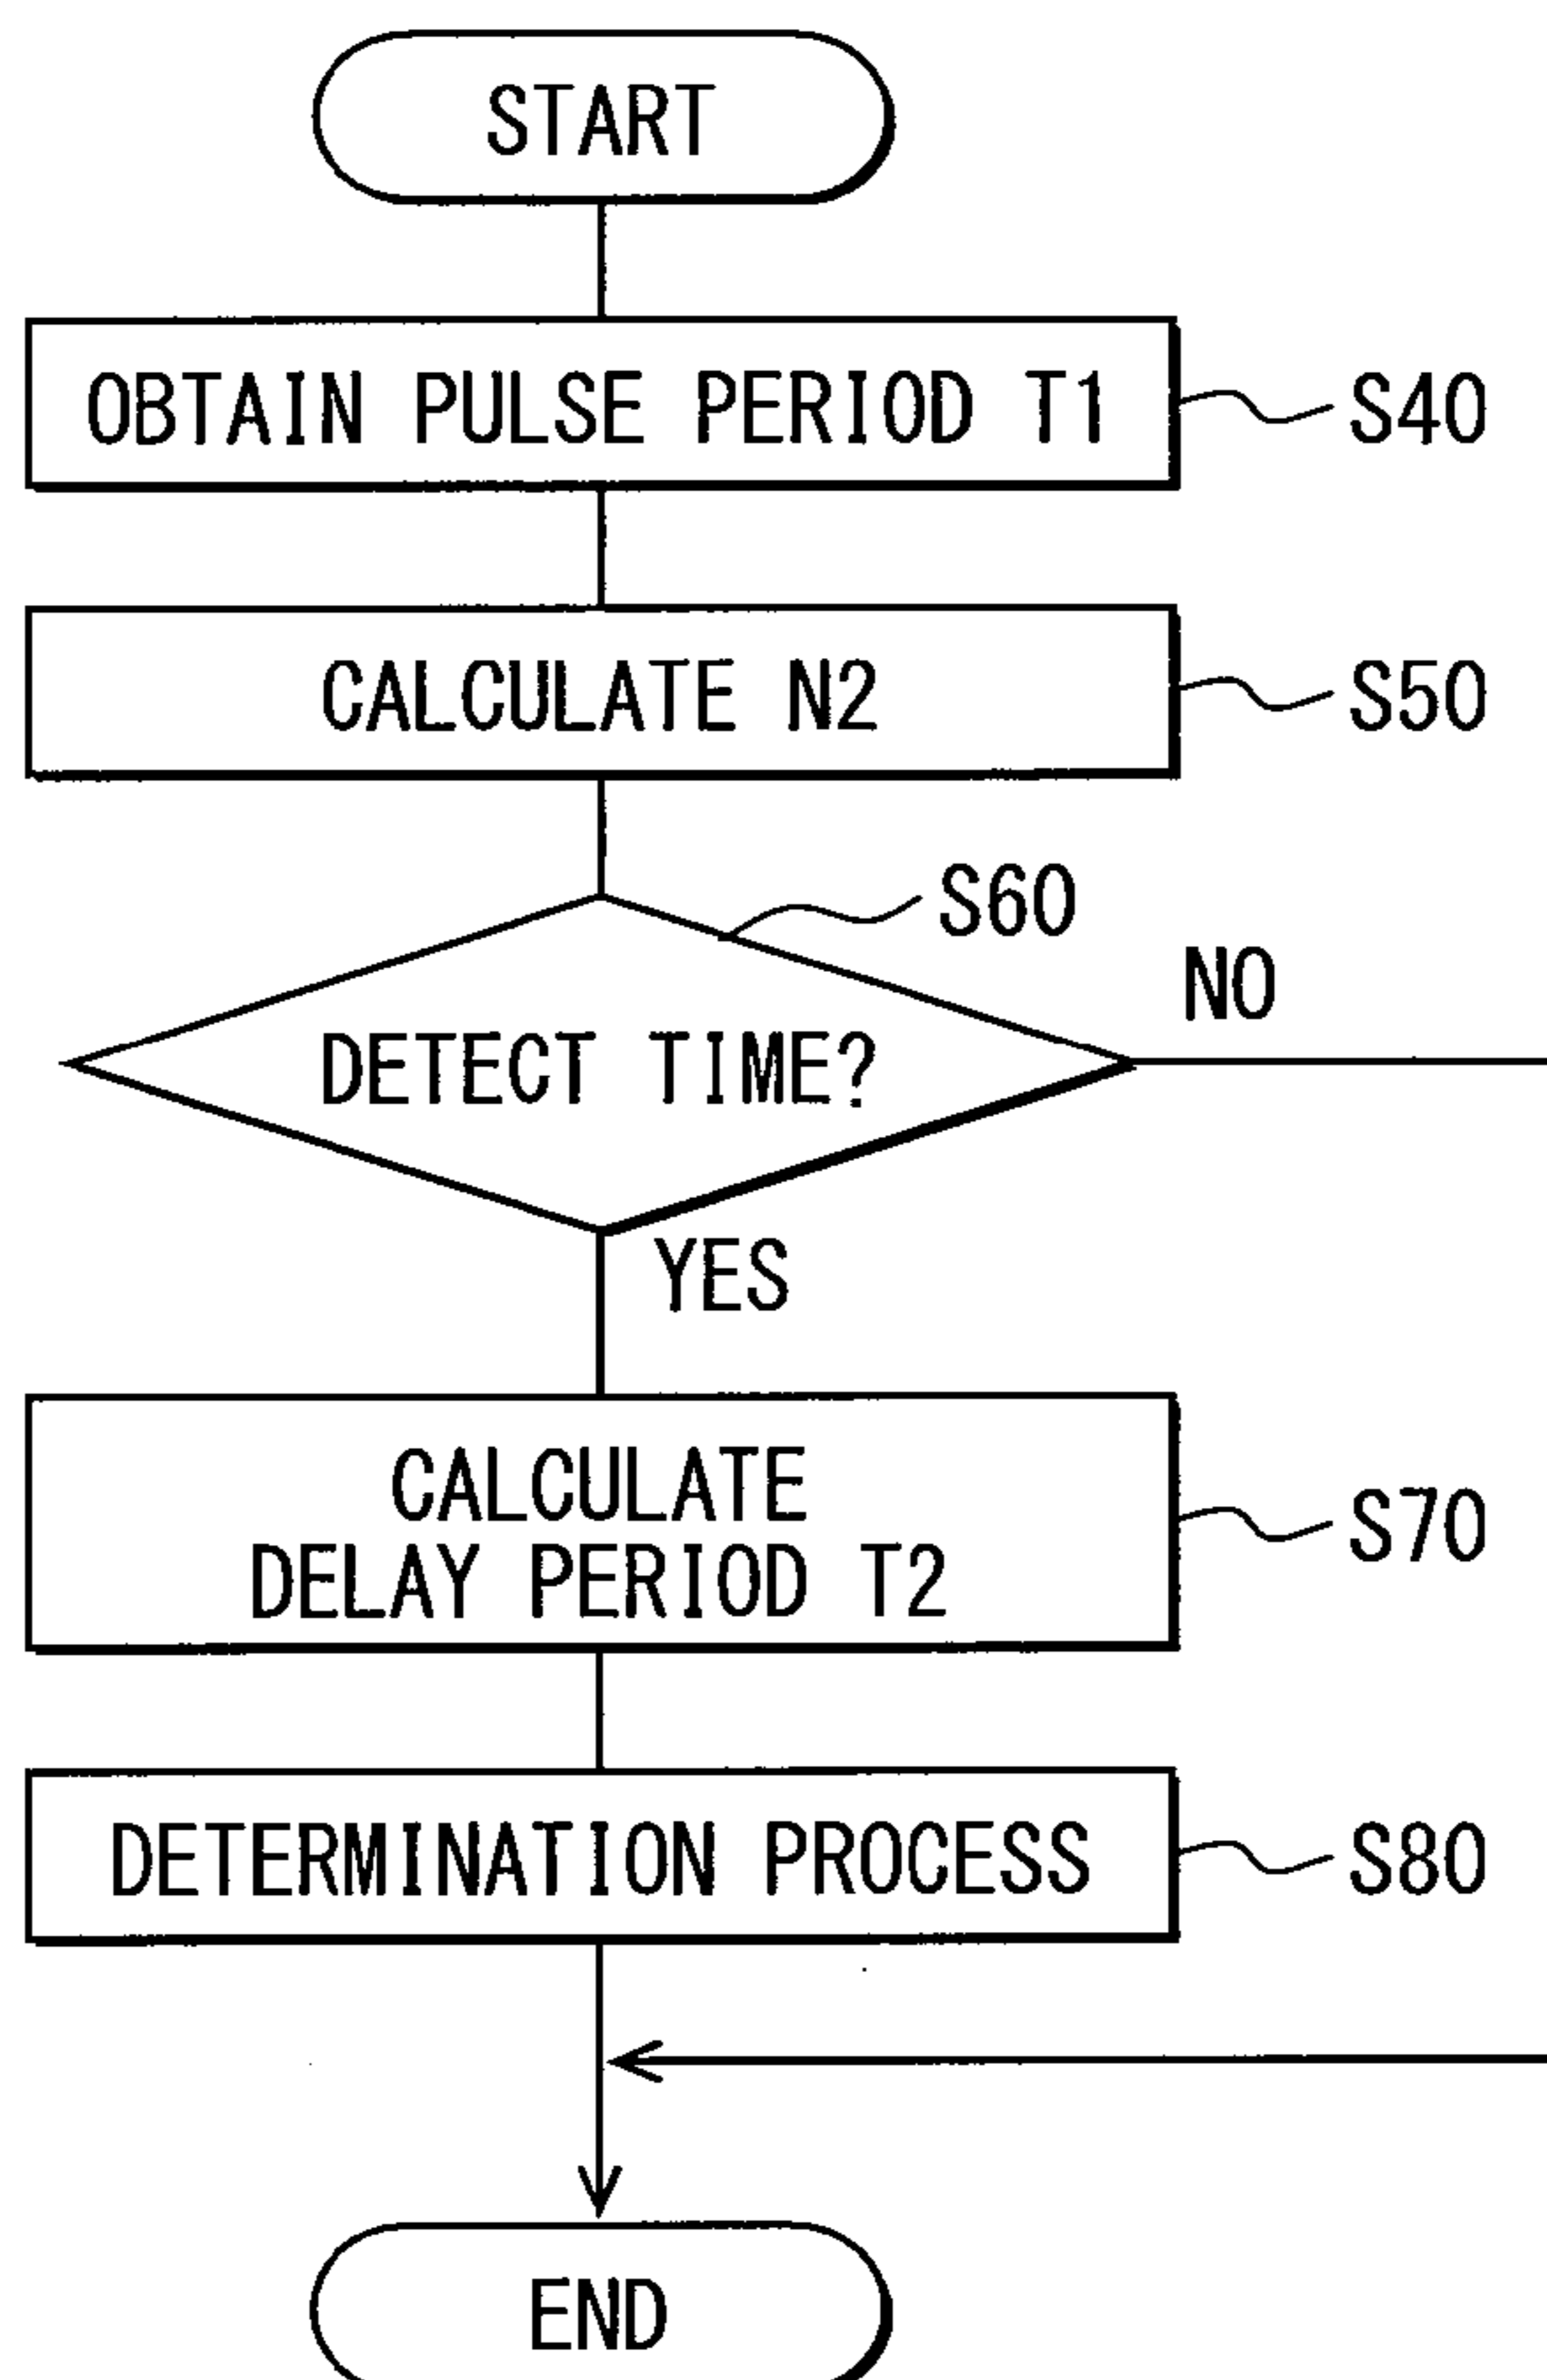 START
OBTAIN PULSE PERIOD T1
S40
CALCULATE N2
S50
S60
NO
DETECT TIME?
YES
CALCULATE
DELAY PERIOD T2
S70
DETERMINATION PROCESS
S80
END